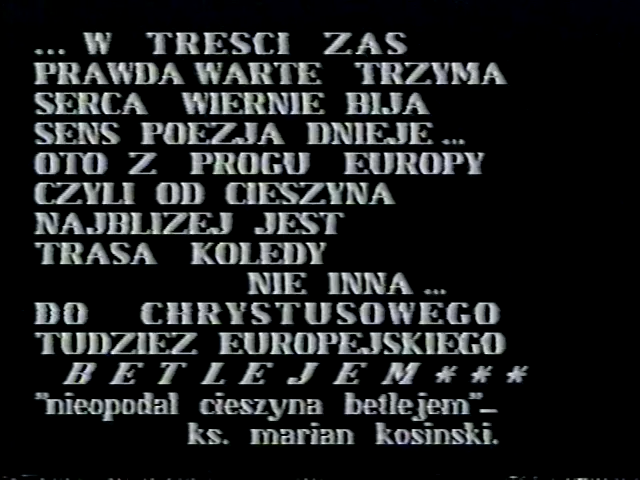 ... W TRESCI ZAS
PRAWDA WARTE TRZYMA
SERCA WIERNIE BIJA
SENS POEZJA DNIEJE ...
OTO Z PROGU EUROPY
CZYLI OD CIESZYNA
NAJBLIZEJ JEST
TRASA KOLEDY
NIE INNA ...
DO CHRYSTUSOWEGO
TUDZIEZ EUROPEJSKIEGO
B E T L E J E M * * *
"nieopodal cieszyna betlejem"_
ks. marian kosinski.